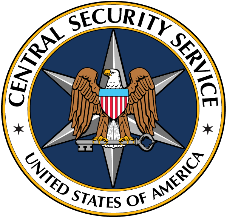 CENTRAL SECURITY SERVICE
UNITED STATES OF AMERICA